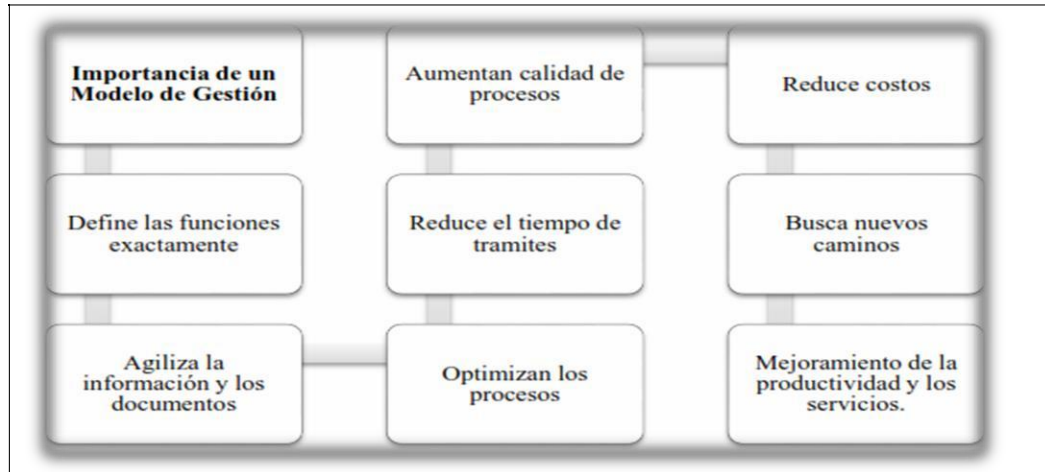 Importancia de un
Modelo de Gestión
Define las funciones
exactamente
Agiliza la
información y los
documentos
Optimizan los
procesos
Reduce el tiempo de
tramites
Aumentan calidad de
procesos
Reduce costos
Busca nuevos
caminos
Mejoramiento de la
productividad y los
servicios.